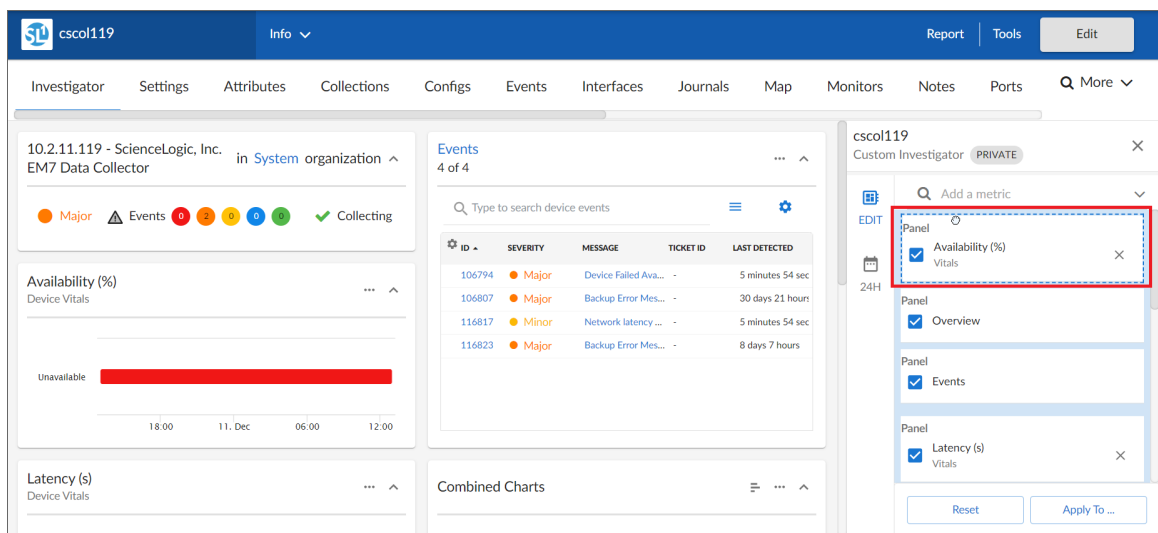 SL1 cscol119 Info Report Tools Edit
Investigator Settings Attributes Collections Configs Events Interfaces Journals Map Monitors Notes Ports More
10.2.11.119 - ScienceLogic, Inc.
EM7 Data Collector
in System organization
Major Events 0 2 0 0 0 Collecting
Availability (%)
Device Vitals
Unavailable
18:00 11. Dec 06:00 12:00
Latency (s)
Device Vitals
Events
4 of 4
Type to search device events
ID SEVERITY MESSAGE TICKET ID LAST DETECTED
106794 Major Device Failed Ava... - 5 minutes 54 sec
106807 Major Backup Error Mes... - 30 days 21 hours
116817 Minor Network latency ... - 5 minutes 54 sec
116823 Major Backup Error Mes... - 8 days 7 hours
Combined Charts
cscol119
Custom Investigator PRIVATE
EDIT
24H
Add a metric
Panel
Availability (%)
Vitals
Panel
Overview
Panel
Events
Panel
Latency (s)
Vitals
Reset Apply To ...